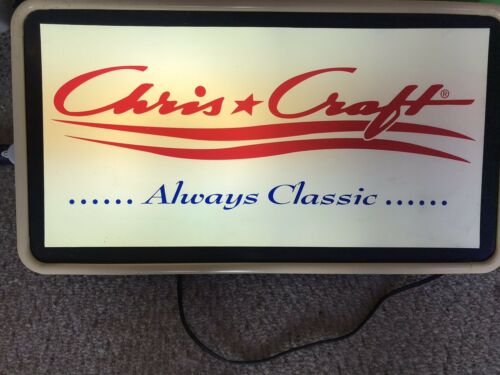 Chris★Craft®
...... Always Classic ......